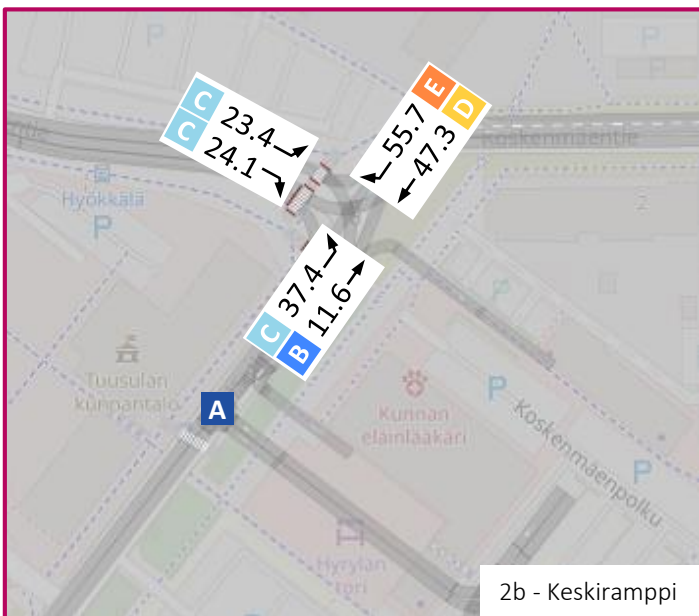 C 23.4
C 24.1
E 55.7
D 47.3
Koskenmäentie
Hyökkälä
P
P
P
2
C 37.4
B 11.6
P
Tuusulan
kunnantalo
A
Kunnan
eläinlääkäri
P
Koskenmäenpolku
P
Hyrylän
tori
P
2b - Keskiramppi